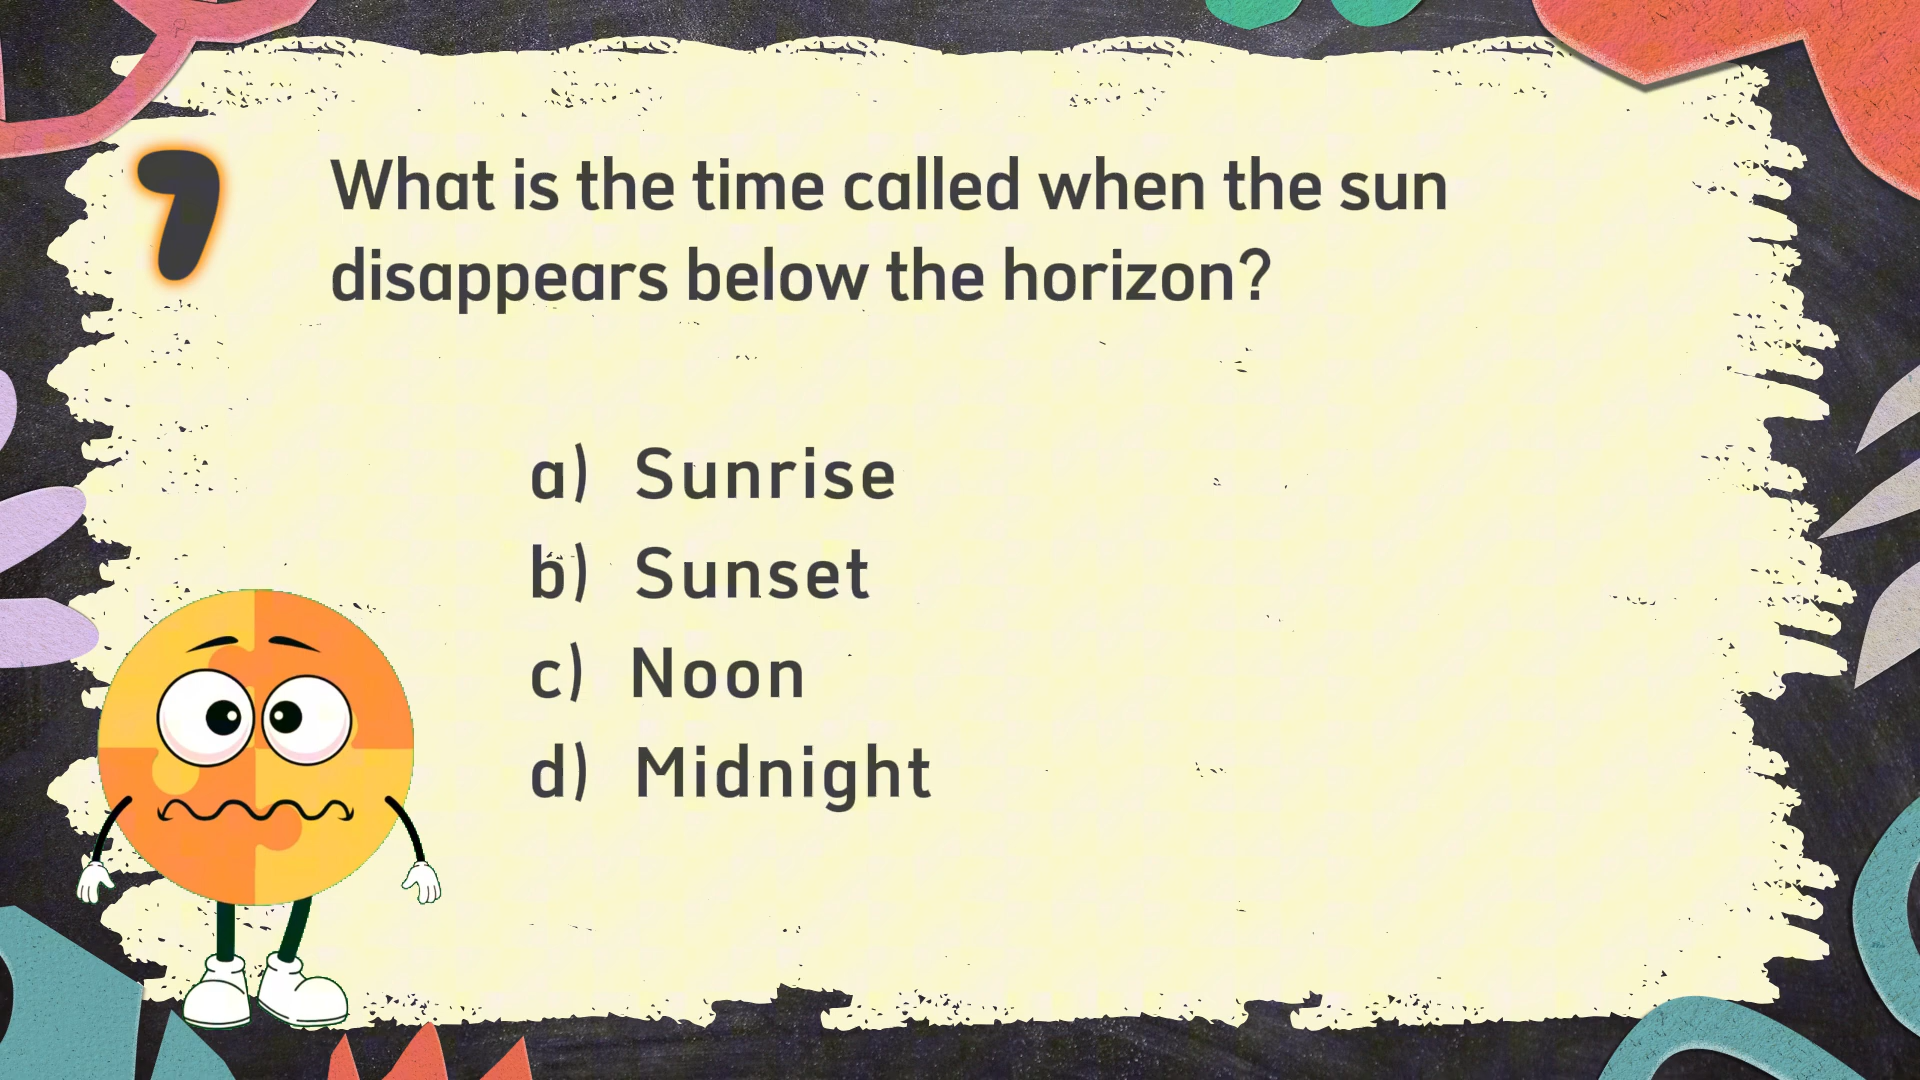 7
What is the time called when the sun
disappears below the horizon?
a) Sunrise
b) Sunset
c) Noon
d) Midnight